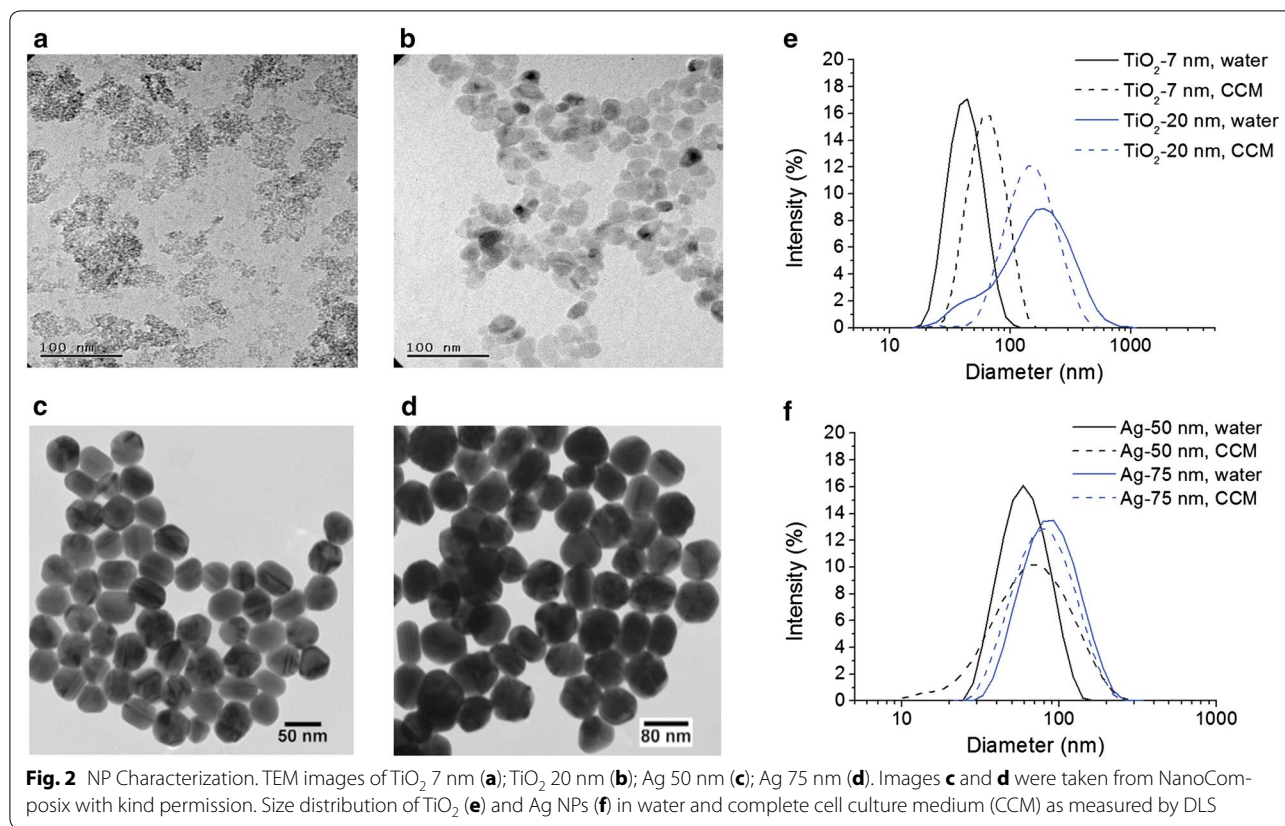 a
b
e
100 nm
100 nm
20
18
16
14
12
10
8
6
4
2
0
10
100
1000
Intensity (%)
Diameter (nm)
TiO2-7 nm, water
TiO2-7 nm, CCM
TiO2-20 nm, water
TiO2-20 nm, CCM
c
d
f
50 nm
80 nm
20
18
16
14
12
10
8
6
4
2
0
10
100
1000
Intensity (%)
Diameter (nm)
Ag-50 nm, water
Ag-50 nm, CCM
Ag-75 nm, water
Ag-75 nm, CCM
Fig. 2 NP Characterization. TEM images of TiO2 7 nm (a); TiO2 20 nm (b); Ag 50 nm (c); Ag 75 nm (d). Images c and d were taken from NanoCom-
posix with kind permission. Size distribution of TiO2 (e) and Ag NPs (f) in water and complete cell culture medium (CCM) as measured by DLS